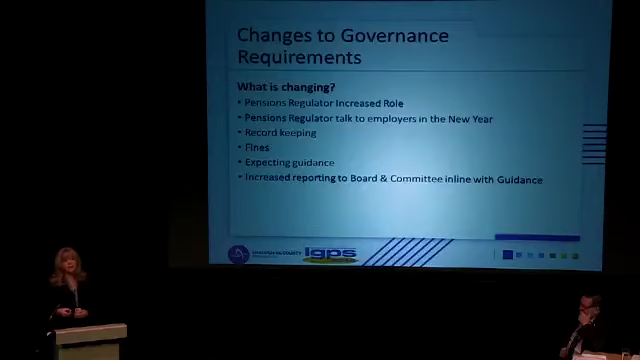 Changes to Governance
Requirements
What is changing?
• Pensions Regulator Increased Role
• Pensions Regulator talk to employers in the New Year
• Record keeping
• Fines
• Expecting guidance
• Increased reporting to Board & Committee inline with Guidance
lgps